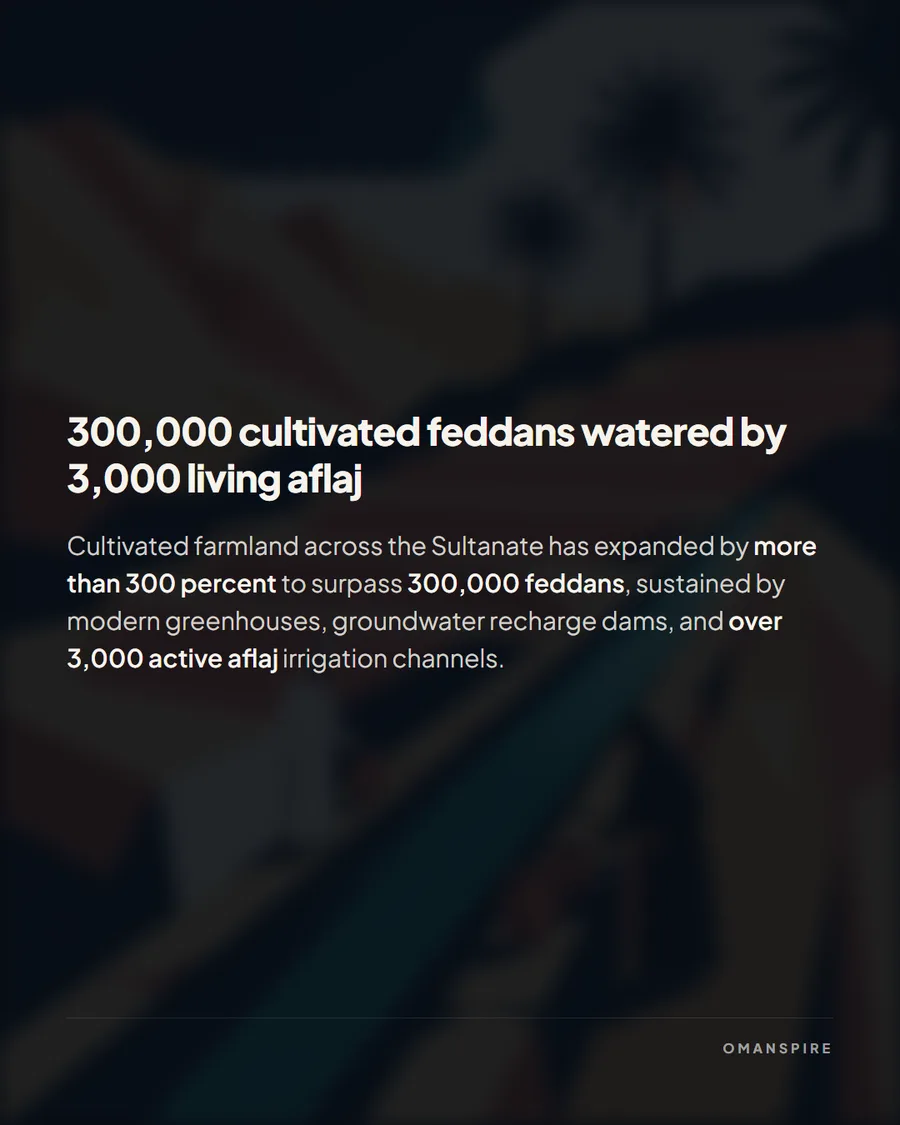 300,000 cultivated feddans watered by
3,000 living aflaj
Cultivated farmland across the Sultanate has expanded by more
than 300 percent to surpass 300,000 feddans, sustained by
modern greenhouses, groundwater recharge dams, and over
3,000 active aflaj irrigation channels.
OMANSPIRE